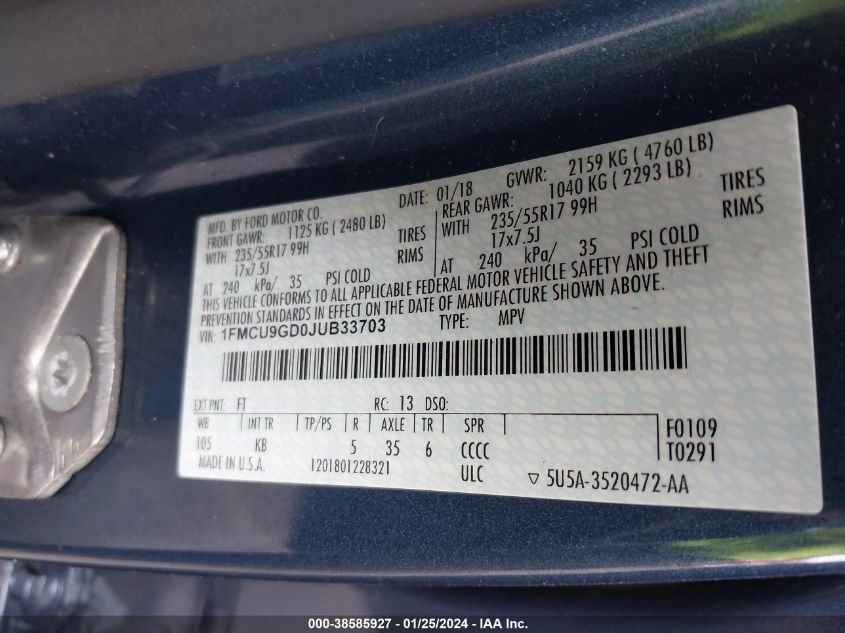 MFD. BY FORD MOTOR CO. DATE: 01/18 GVWR: 2159 KG ( 4760 LB)
FRONT GAWR: 1125 KG ( 2480 LB) REAR GAWR: 1040 KG ( 2293 LB)
WITH 235/55R17 99H TIRES WITH 235/55R17 99H TIRES
17x7.5J RIMS 17x7.5J RIMS
AT 240 kPa/ 35 PSI COLD AT 240 kPa/ 35 PSI COLD
THIS VEHICLE CONFORMS TO ALL APPLICABLE FEDERAL MOTOR VEHICLE SAFETY AND THEFT
PREVENTION STANDARDS IN EFFECT ON THE DATE OF MANUFACTURE SHOWN ABOVE.
VIN: 1FMCU9GD0JUB33703 TYPE: MPV
EXT PNT: FT RC: 13 DSO:
WB INT TR TP/PS R AXLE TR SPR F0109
105 KB 5 35 6 CCCC T0291
MADE IN U.S.A. 1201801228321 ULC ▽ 5U5A-3520472-AA
000-38585927 - 01/25/2024 - IAA Inc.